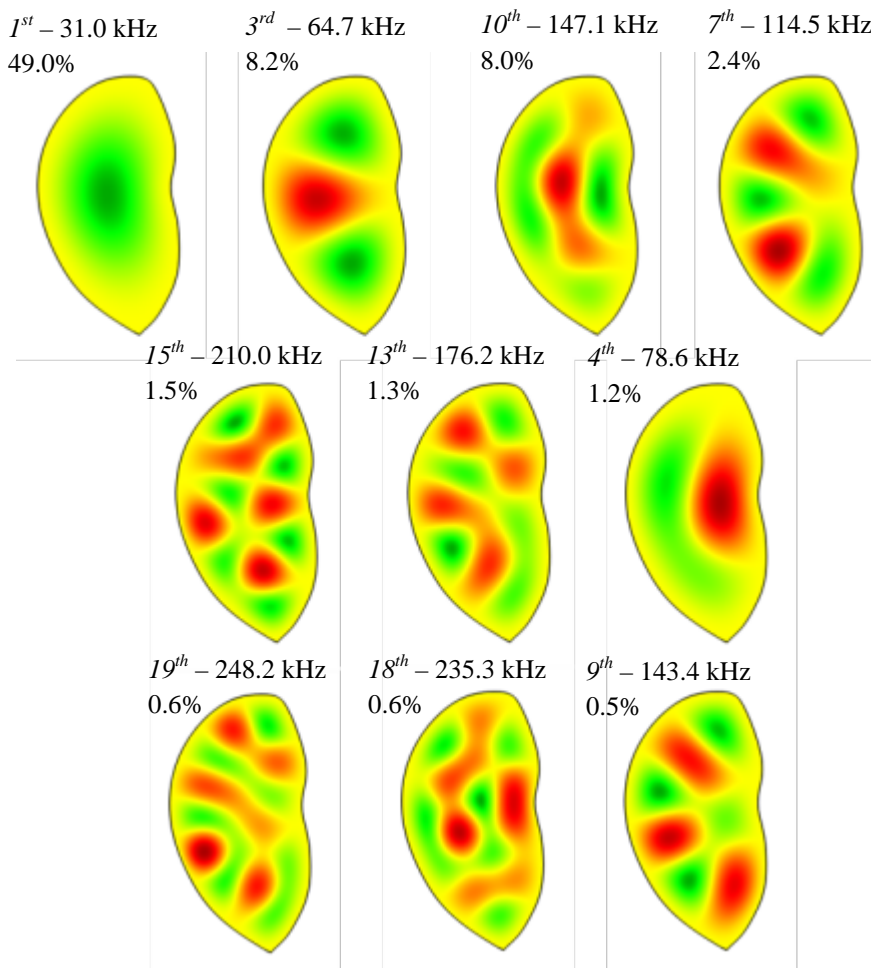 1st – 31.0 kHz
49.0%
3rd – 64.7 kHz
8.2%
10th – 147.1 kHz
8.0%
7th – 114.5 kHz
2.4%
15th – 210.0 kHz
1.5%
13th – 176.2 kHz
1.3%
4th – 78.6 kHz
1.2%
19th – 248.2 kHz
0.6%
18th – 235.3 kHz
0.6%
9th – 143.4 kHz
0.5%